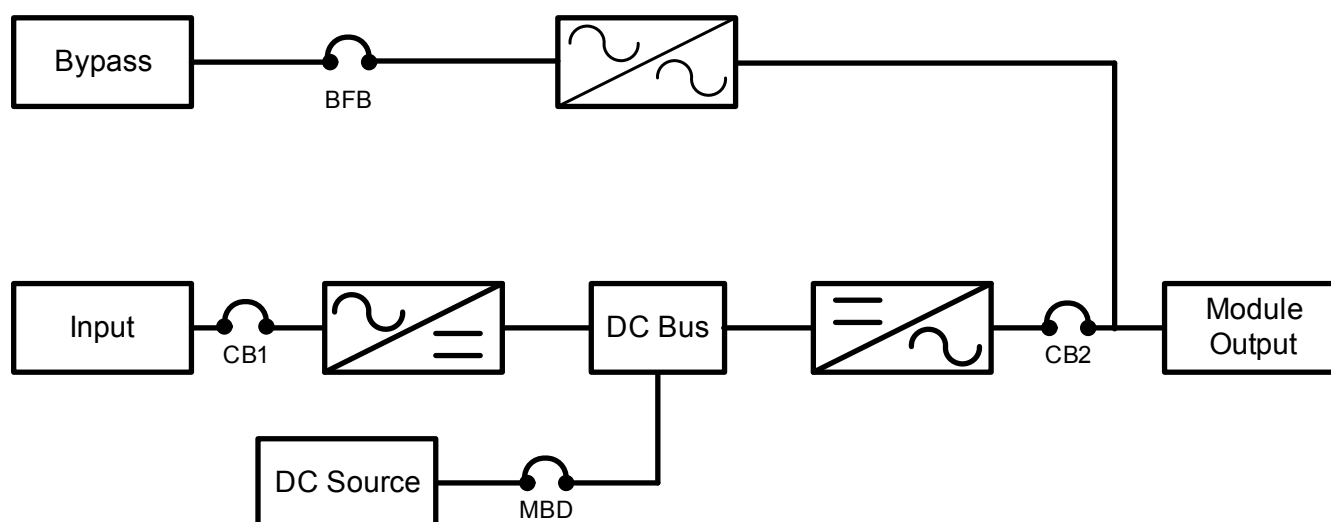 Bypass
BFB
Input
CB1
DC Bus
CB2
Module
Output
DC Source
MBD